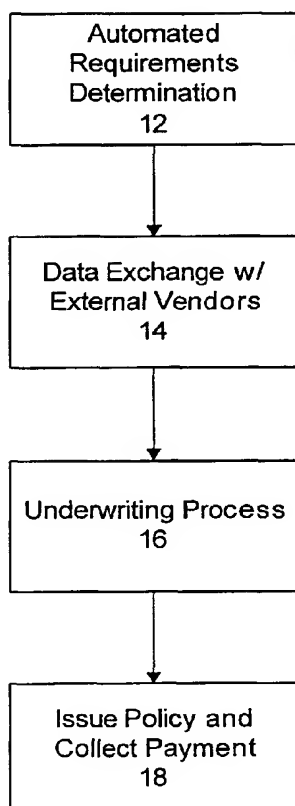 Automated
Requirements
Determination
12
Data Exchange w/
External Vendors
14
Underwriting Process
16
Issue Policy and
Collect Payment
18